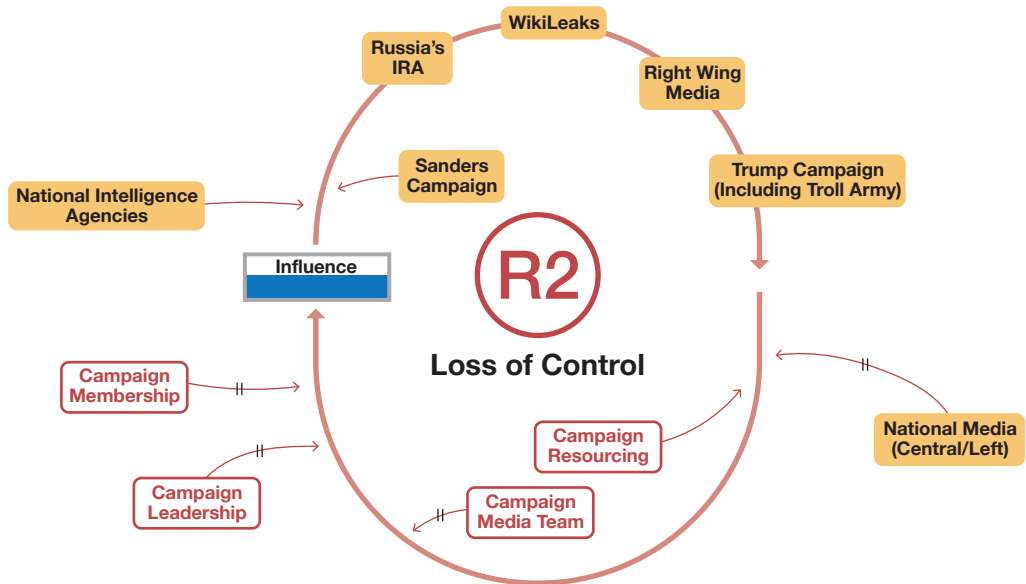 WikiLeaks
Russia's
IRA
Right Wing
Media
Sanders
Campaign
Trump Campaign
(Including Troll Army)
National Intelligence
Agencies
Influence
R2
Loss of Control
Campaign
Membership
Campaign
Resourcing
National Media
(Central/Left)
Campaign
Leadership
Campaign
Media Team